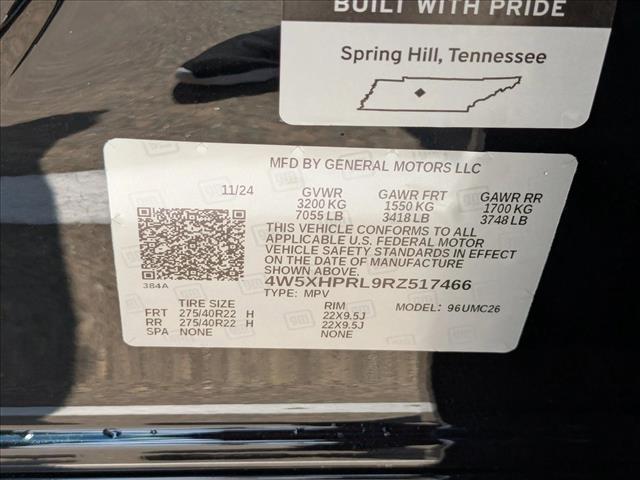 BUILT WITH PRIDE
Spring Hill, Tennessee
MFD BY GENERAL MOTORS LLC
11/24 GVWR GAWR FRT GAWR RR
3200 KG 1550 KG 1700 KG
7055 LB 3418 LB 3748 LB
THIS VEHICLE CONFORMS TO ALL
APPLICABLE U.S. FEDERAL MOTOR
VEHICLE SAFETY STANDARDS IN EFFECT
ON THE DATE OF MANUFACTURE
SHOWN ABOVE.
384A 4W5XHPRL9RZ517466
TYPE: MPV MODEL: 96UMC26
TIRE SIZE RIM
FRT 275/40R22 H 22X9.5J
RR 275/40R22 H 22X9.5J
SPA NONE NONE